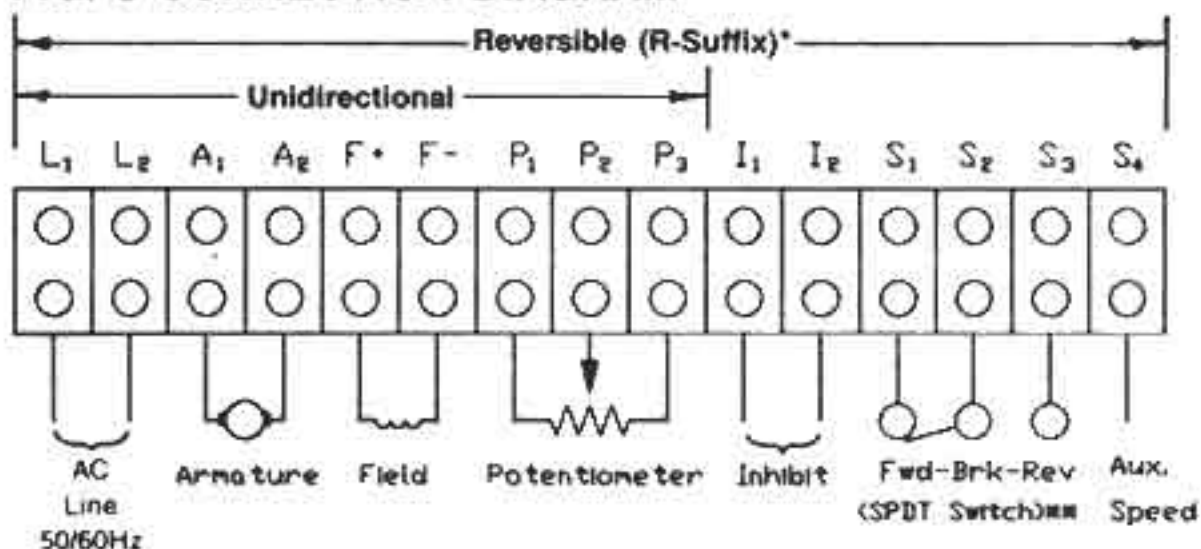 Reversible (R-Suffix)*
Unidirectional
L1 L2 A1 A2 F+ F- P1 P2 P3 I1 I2 S1 S2 S3 S4
AC
Line
50/60Hz
Armature
Field
Potentiometer
Inhibit
Fwd-Brk-Rev
(SPDT Switch)**
Aux.
Speed